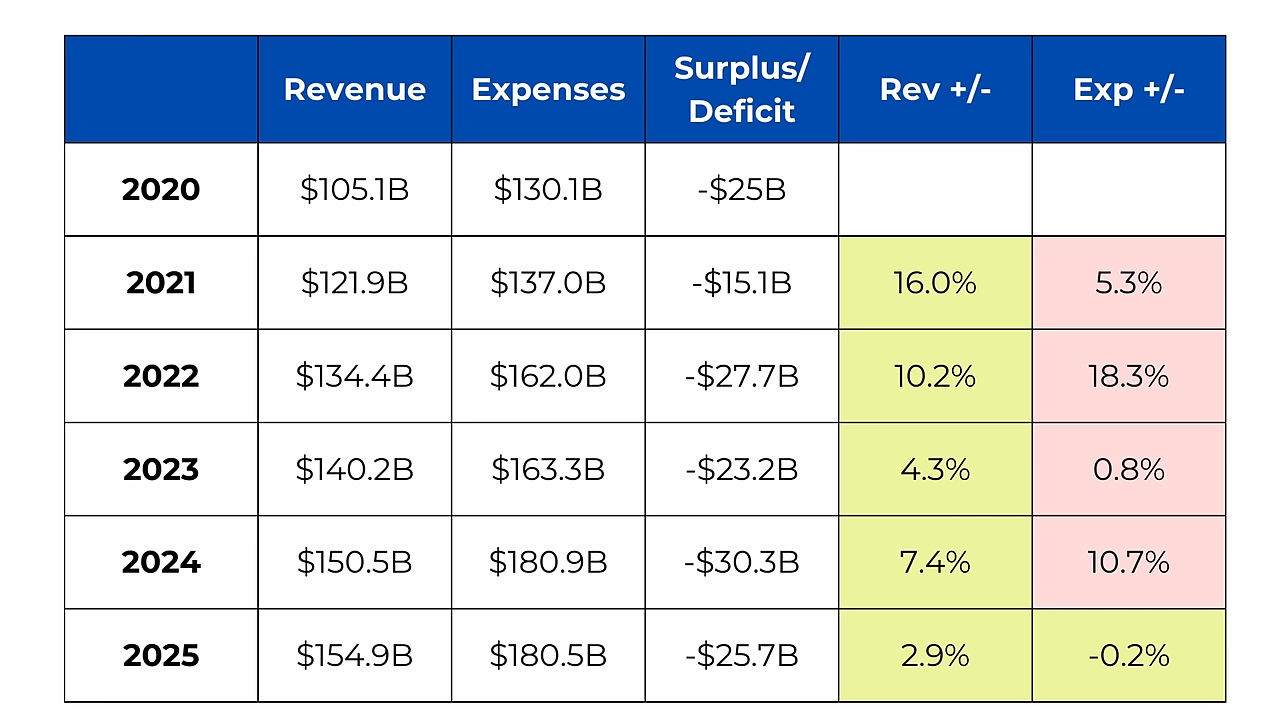 Revenue Expenses Surplus/ Rev +/- Exp +/-
Deficit
2020 $105.1B $130.1B -$25B
2021 $121.9B $137.0B -$15.1B 16.0% 5.3%
2022 $134.4B $162.0B -$27.7B 10.2% 18.3%
2023 $140.2B $163.3B -$23.2B 4.3% 0.8%
2024 $150.5B $180.9B -$30.3B 7.4% 10.7%
2025 $154.9B $180.5B -$25.7B 2.9% -0.2%